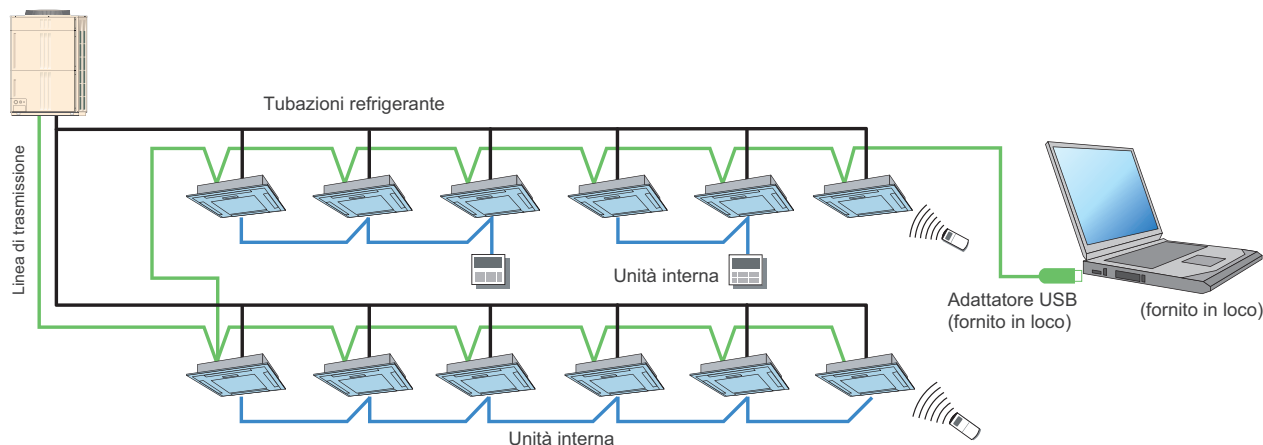 Tubazioni refrigerante
Linea di trasmissione
Unità interna
Adattatore USB
(fornito in loco)
(fornito in loco)
Unità interna